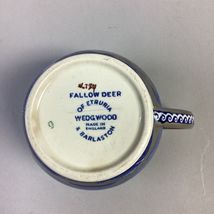 FALLOW DEER
OF ETRURIA
WEDGWOOD
MADE IN
ENGLAND
& BARLASTON